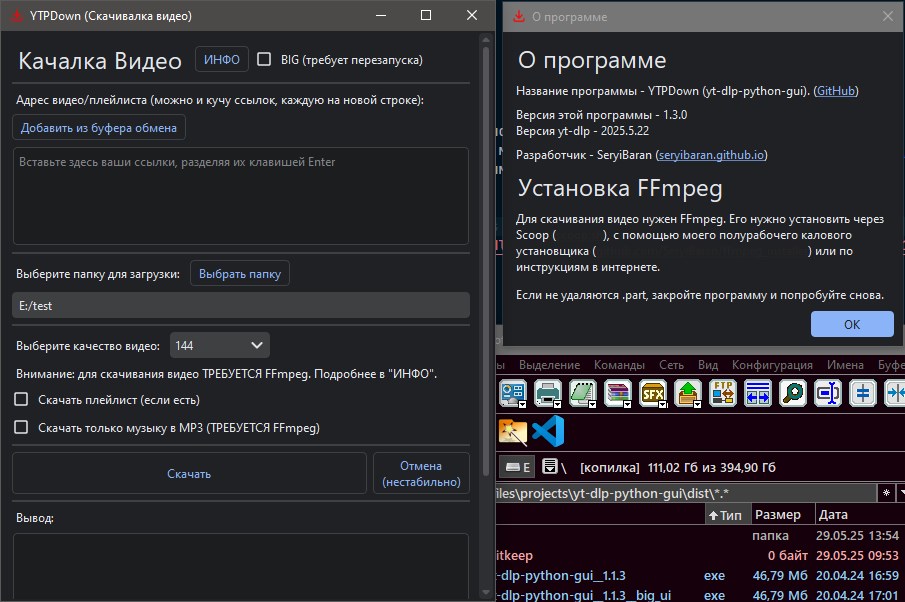 YTPDown (Скачивалка видео)
Качалка Видео
ИНФО
BIG (требует перезапуска)
Адрес видео/плейлиста (можно и кучу ссылок, каждую на новой строке):
Добавить из буфера обмена
Вставьте здесь ваши ссылки, разделяя их клавишей Enter
Выберите папку для загрузки:
Выбрать папку
E:/test
Выберите качество видео:
144
Внимание: для скачивания видео ТРЕБУЕТСЯ FFmpeg. Подробнее в "ИНФО".
Скачать плейлист (если есть)
Скачать только музыку в MP3 (ТРЕБУЕТСЯ FFmpeg)
Скачать
Отмена
(нестабильно)
Вывод:
О программе
О программе
Название программы - YTPDown (yt-dlp-python-gui). (GitHub)
Версия этой программы - 1.3.0
Версия yt-dlp - 2025.5.22
Разработчик - SeryiBaran (seryibaran.github.io)
Установка FFmpeg
Для скачивания видео нужен FFmpeg. Его нужно установить через
Scoop ( ), с помощью моего полурабочего калового
установщика ( ) или по
инструкциям в интернете.
Если не удаляются .part, закройте программу и попробуйте снова.
OK
ы Выделение Команды Сеть Вид Конфигурация Имена Буфе
SFX FTP
E \ [копилка] 111,02 Гб из 394,90 Гб
iles\projects\yt-dlp-python-gui\dist\*.*
* 
Тип Размер Дата
папка 29.05.25 13:54
itkeep 0 байт 29.05.25 09:53
-dlp-python-gui__1.1.3 exe 46,79 Мб 20.04.24 16:59
-dlp-python-gui__1.1.3__big_ui exe 46,79 Мб 20.04.24 17:01